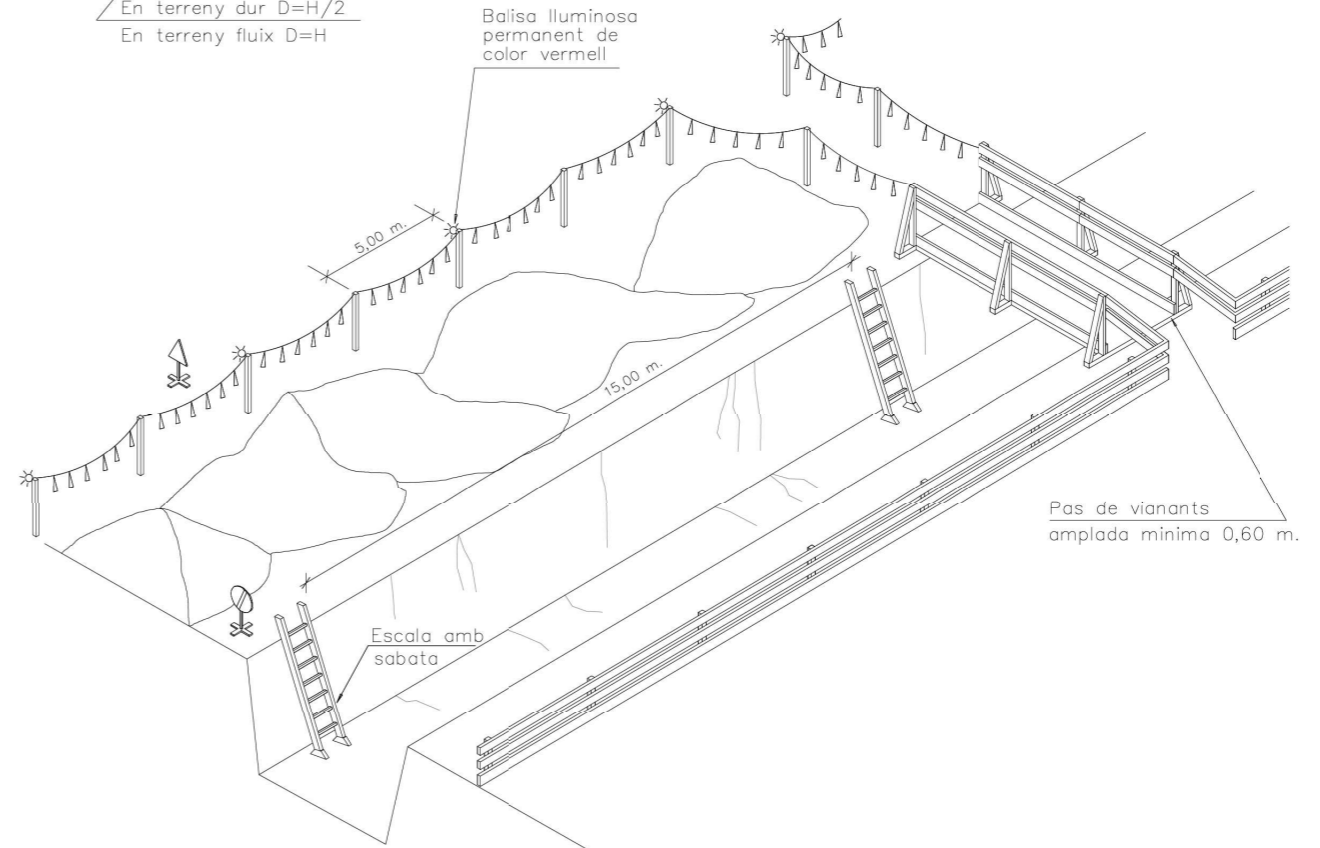 En terreny dur D=H/2
En terreny fluix D=H
Balisa lluminosa
permanent de
color vermell
5,00 m.
15,00 m.
Pas de vianants
amplada minima 0,60 m.
Escala amb
sabata